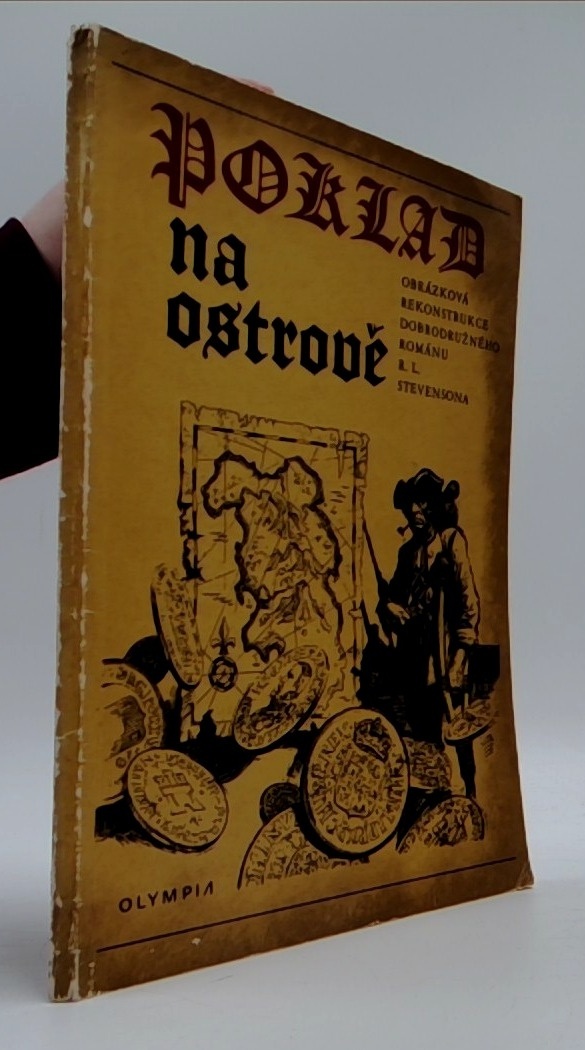 POKLAD
na
ostrově
OBRÁZKOVÁ
REKONSTRUKCE
DOBRODRUŽNÉHO
ROMÁNU
R. L.
STEVENSONA
OLYMPIA